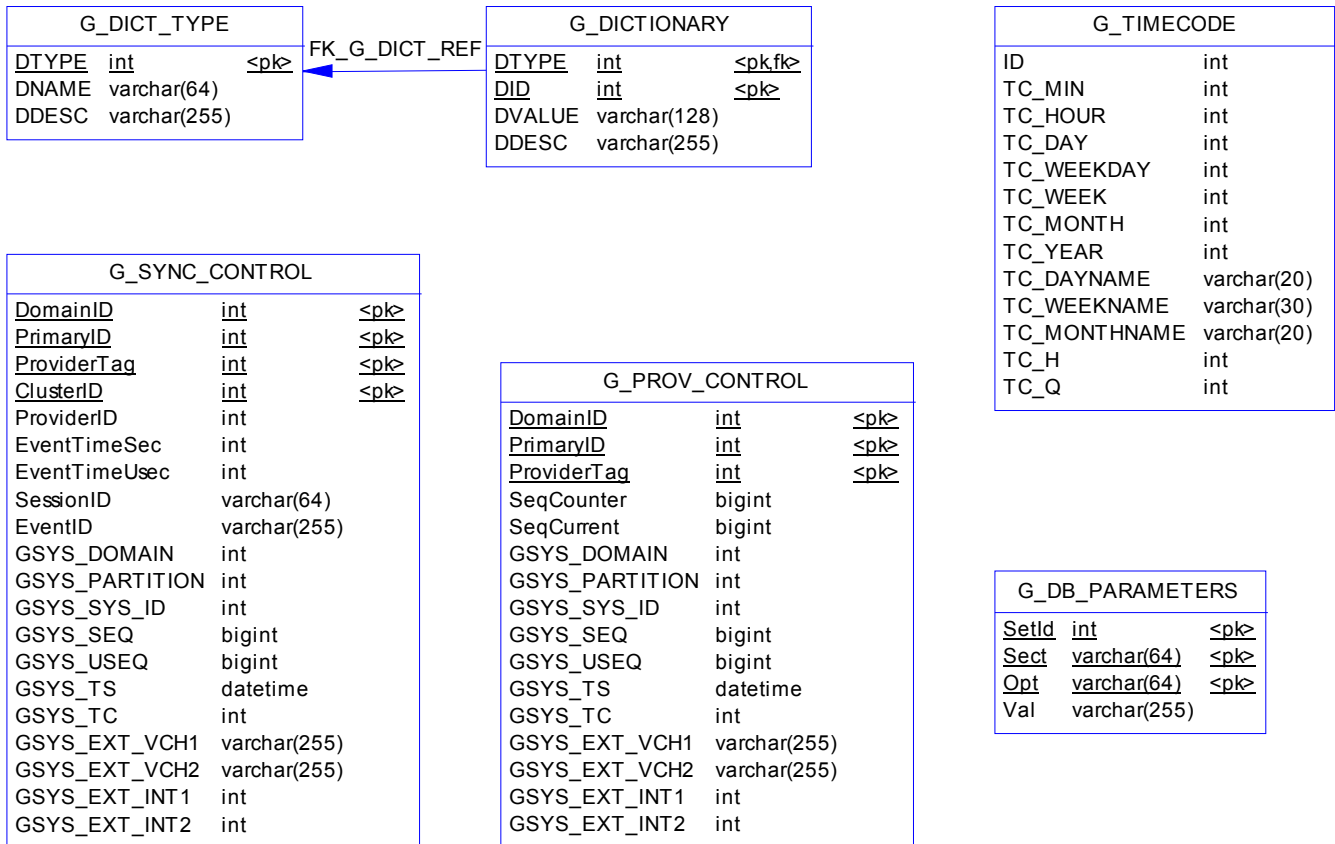 G_DICT_TYPE
DTYPE int <pk>
DNAME varchar(64)
DDESC varchar(255)
FK_G_DICT_REF
G_DICTIONARY
DTYPE int <pk,fk>
DID int <pk>
DVALUE varchar(128)
DDESC varchar(255)
G_TIMECODE
ID int
TC_MIN int
TC_HOUR int
TC_DAY int
TC_WEEKDAY int
TC_WEEK int
TC_MONTH int
TC_YEAR int
TC_DAYNAME varchar(20)
TC_WEEKNAME varchar(30)
TC_MONTHNAME varchar(20)
TC_H int
TC_Q int
G_SYNC_CONTROL
DomainID int <pk>
PrimaryID int <pk>
ProviderTag int <pk>
ClusterID int <pk>
ProviderID int
EventTimeSec int
EventTimeUsec int
SessionID varchar(64)
EventID varchar(255)
GSYS_DOMAIN int
GSYS_PARTITION int
GSYS_SYS_ID int
GSYS_SEQ bigint
GSYS_USEQ bigint
GSYS_TS datetime
GSYS_TC int
GSYS_EXT_VCH1 varchar(255)
GSYS_EXT_VCH2 varchar(255)
GSYS_EXT_INT1 int
GSYS_EXT_INT2 int
G_PROV_CONTROL
DomainID int <pk>
PrimaryID int <pk>
ProviderTag int <pk>
SeqCounter bigint
SeqCurrent bigint
GSYS_DOMAIN int
GSYS_PARTITION int
GSYS_SYS_ID int
GSYS_SEQ bigint
GSYS_USEQ bigint
GSYS_TS datetime
GSYS_TC int
GSYS_EXT_VCH1 varchar(255)
GSYS_EXT_VCH2 varchar(255)
GSYS_EXT_INT1 int
GSYS_EXT_INT2 int
G_DB_PARAMETERS
SetId int <pk>
Sect varchar(64) <pk>
Opt varchar(64) <pk>
Val varchar(255)